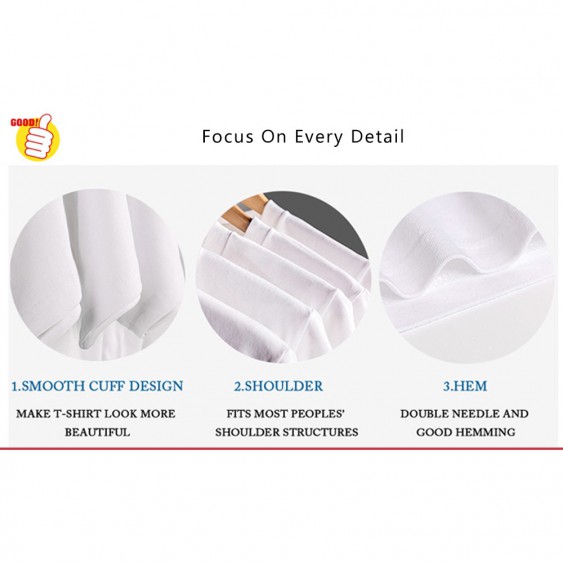 GOOD!
Focus On Every Detail
1.SMOOTH CUFF DESIGN
MAKE T-SHIRT LOOK MORE
BEAUTIFUL
2.SHOULDER
FITS MOST PEOPLES’
SHOULDER STRUCTURES
3.HEM
DOUBLE NEEDLE AND
GOOD HEMMING